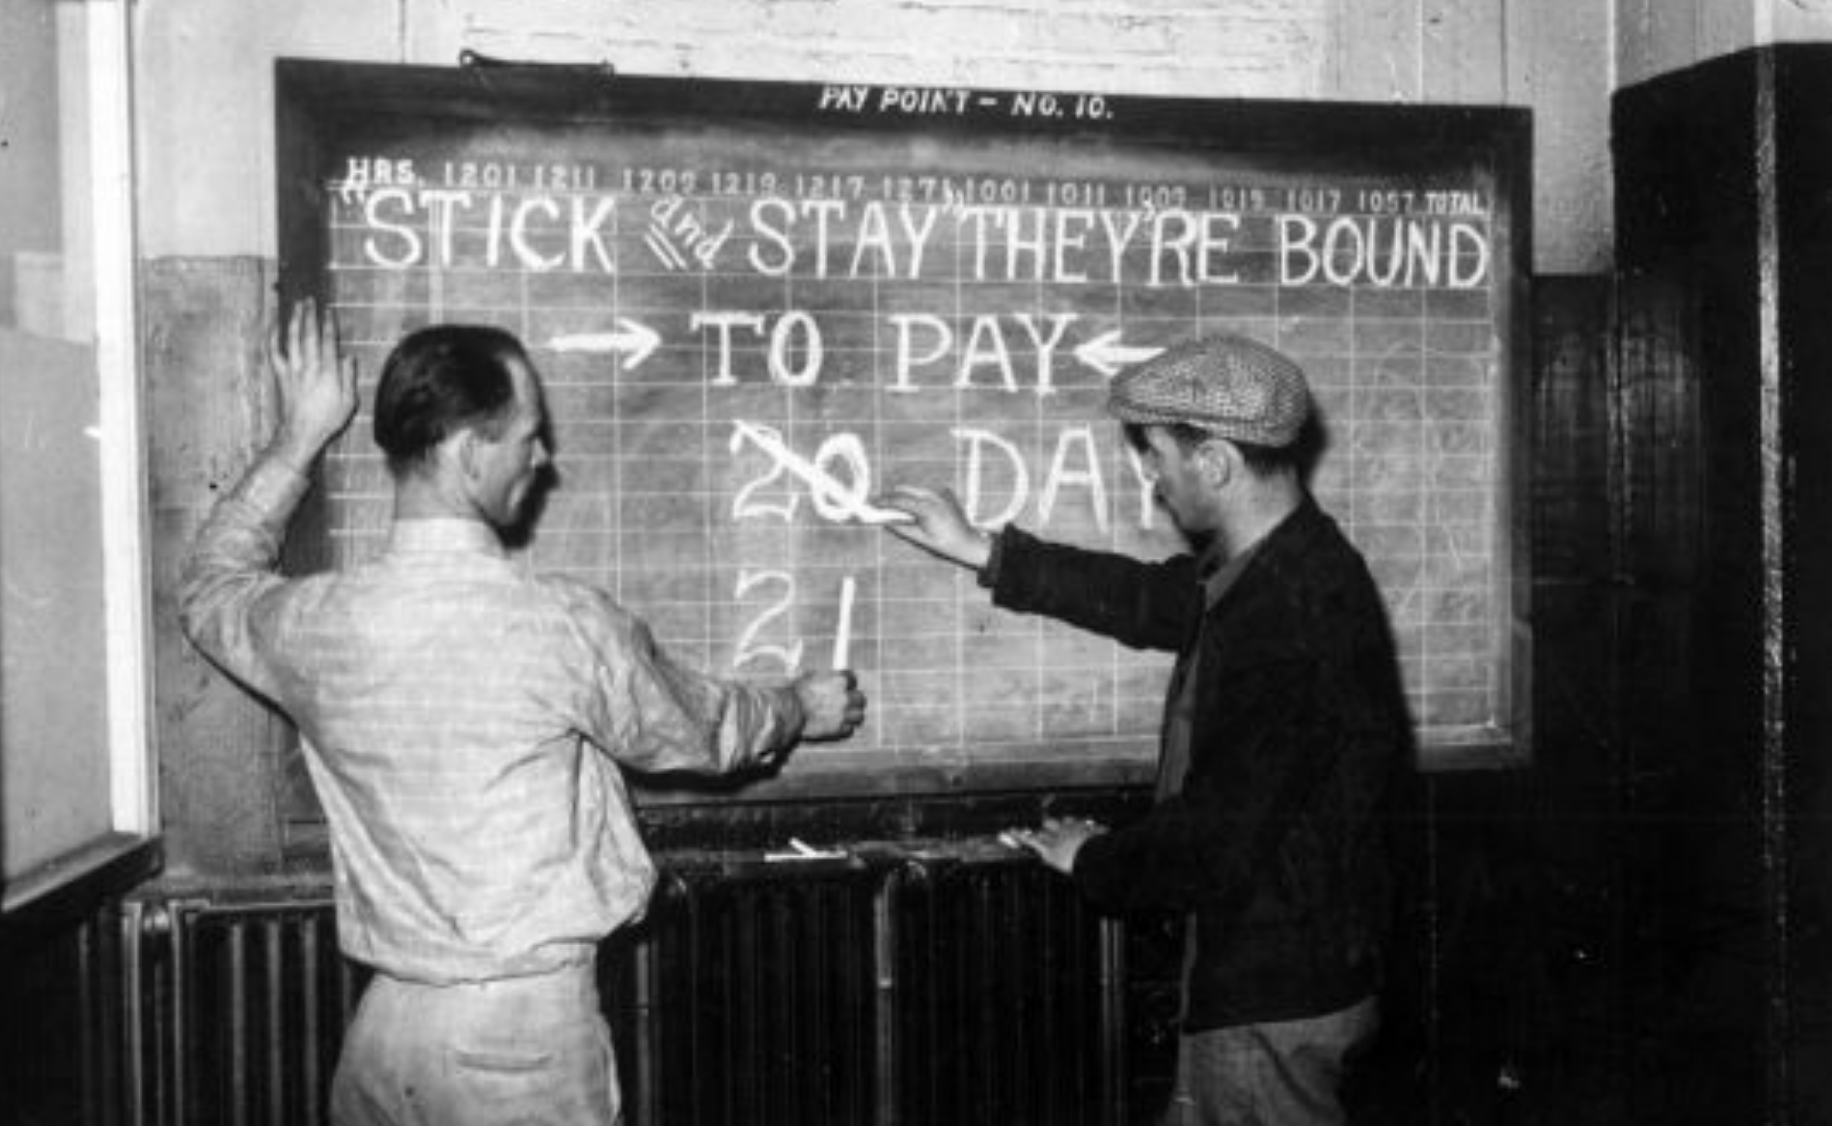 PAY POINT - NO. 10.
HRS. 1201 1211 1209 1219 1217 1271 1001 1011 1009 1019 1017 1057 TOTAL
"STICK and STAY" THEY'RE BOUND
→ TO PAY ←
20 DAY
21